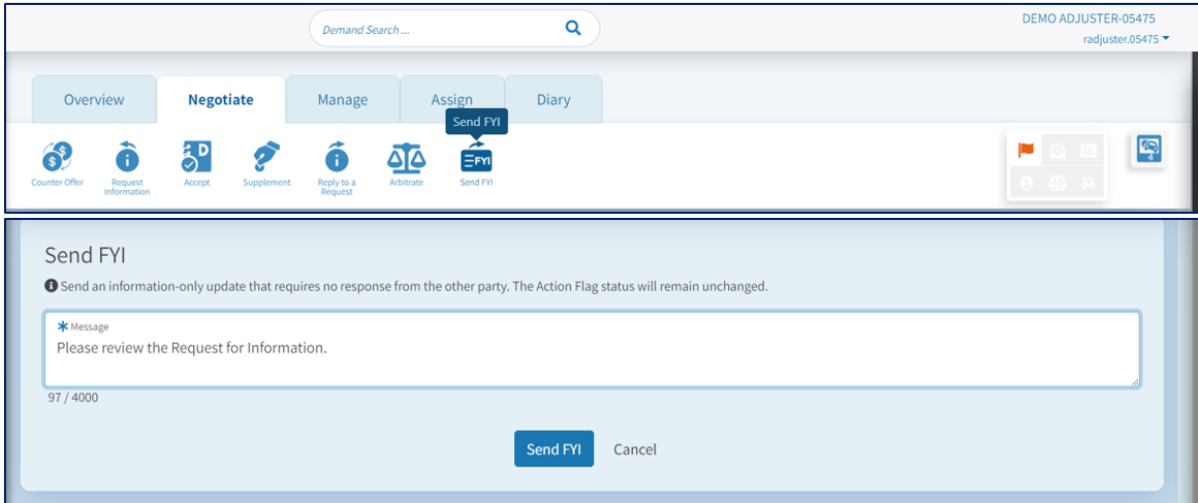 Demand Search ...
DEMO ADJUSTER-05475
radjuster.05475
Overview
Negotiate
Manage
Assign
Diary
Send FYI
$
$
D
FYI
Counter Offer
Request
Information
Accept
Supplement
Reply to a
Request
Arbitrate
Send FYI
4
Send FYI
Send an information-only update that requires no response from the other party. The Action Flag status will remain unchanged.
Message
Please review the Request for Information.
97 / 4000
Send FYI
Cancel